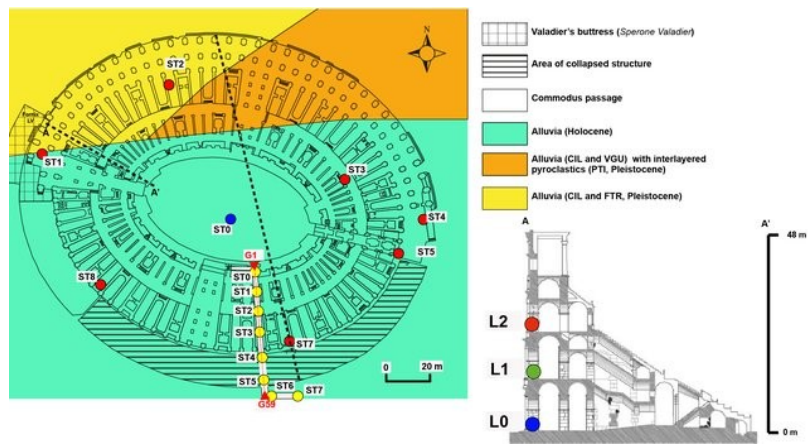 N
ST2
Fornice
LV
A
ST1
A'
ST3
ST0
ST4
ST5
G1
ST8
ST0
ST1
ST2
ST3
ST7
ST4
ST5
ST6
ST7
G59
0 20 m
Valadier's buttress (Sperone Valadier)
Area of collapsed structure
Commodus passage
Alluvia (Holocene)
Alluvia (CIL and VGU) with interlayered
pyroclastics (PTI, Pleistocene)
Alluvia (CIL and FTR, Pleistocene)
A A'
48 m
L2
L1
L0
0 m